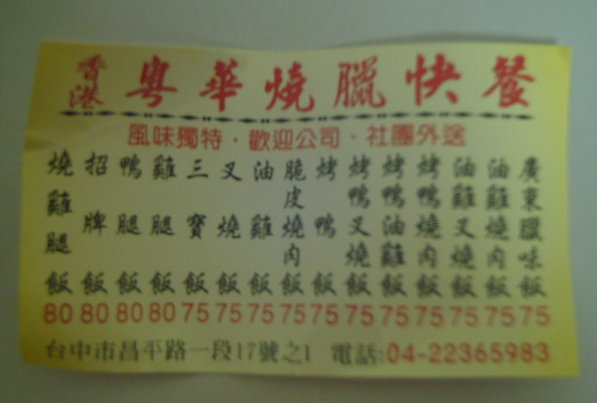 香港 粵華燒臘快餐
風味獨特．歡迎公司、社團外送
廣東臘味飯 75
油雞燒肉飯 75
油雞叉燒飯 75
烤鴨燒肉飯 75
烤鴨油雞飯 75
烤鴨叉燒飯 75
烤鴨飯 75
脆皮燒肉飯 75
油雞飯 75
叉燒飯 75
三寶飯 75
雞腿飯 80
鴨腿飯 80
招牌飯 80
燒雞腿飯 80
台中市昌平路一段17號之1 電話:04-22365983